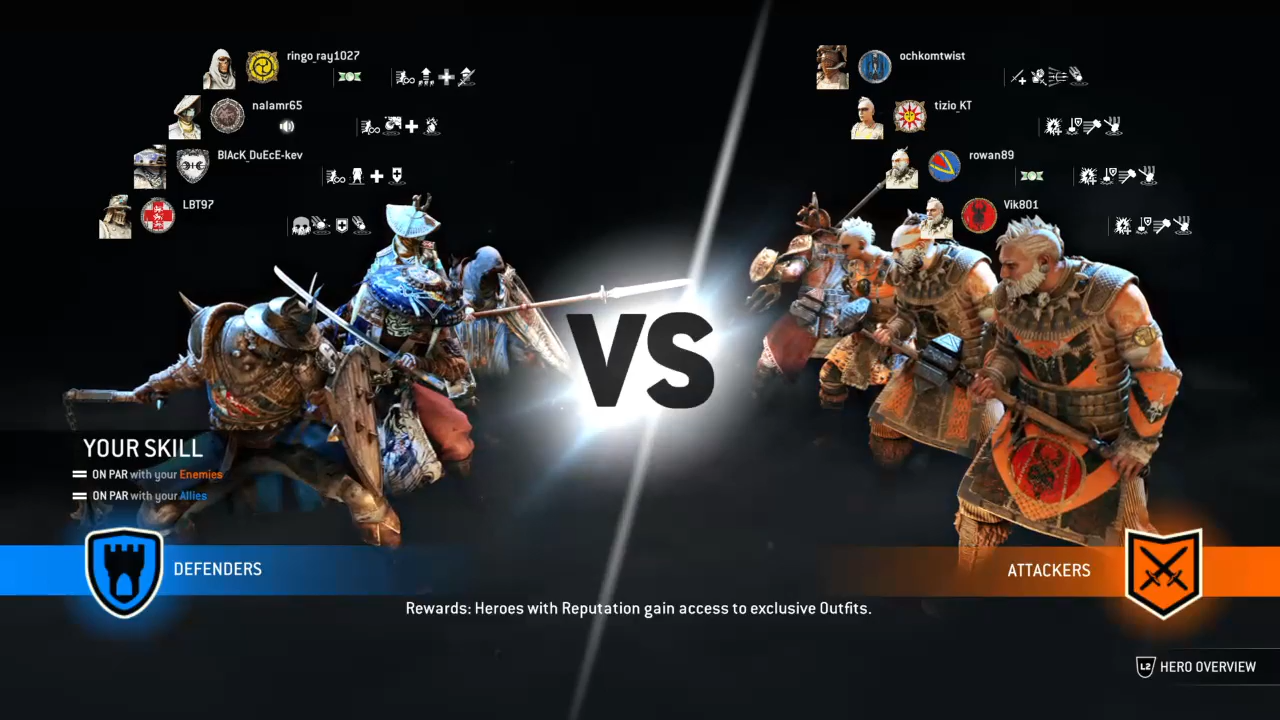 ringo_ray1027
nalamr65
BlAcK_DuEcE-kev
LBT97
ochkomtwist
tizio_KT
rowan89
Vik801
VS
YOUR SKILL
ON PAR with your Enemies
ON PAR with your Allies
DEFENDERS
ATTACKERS
Rewards: Heroes with Reputation gain access to exclusive Outfits.
L2 HERO OVERVIEW